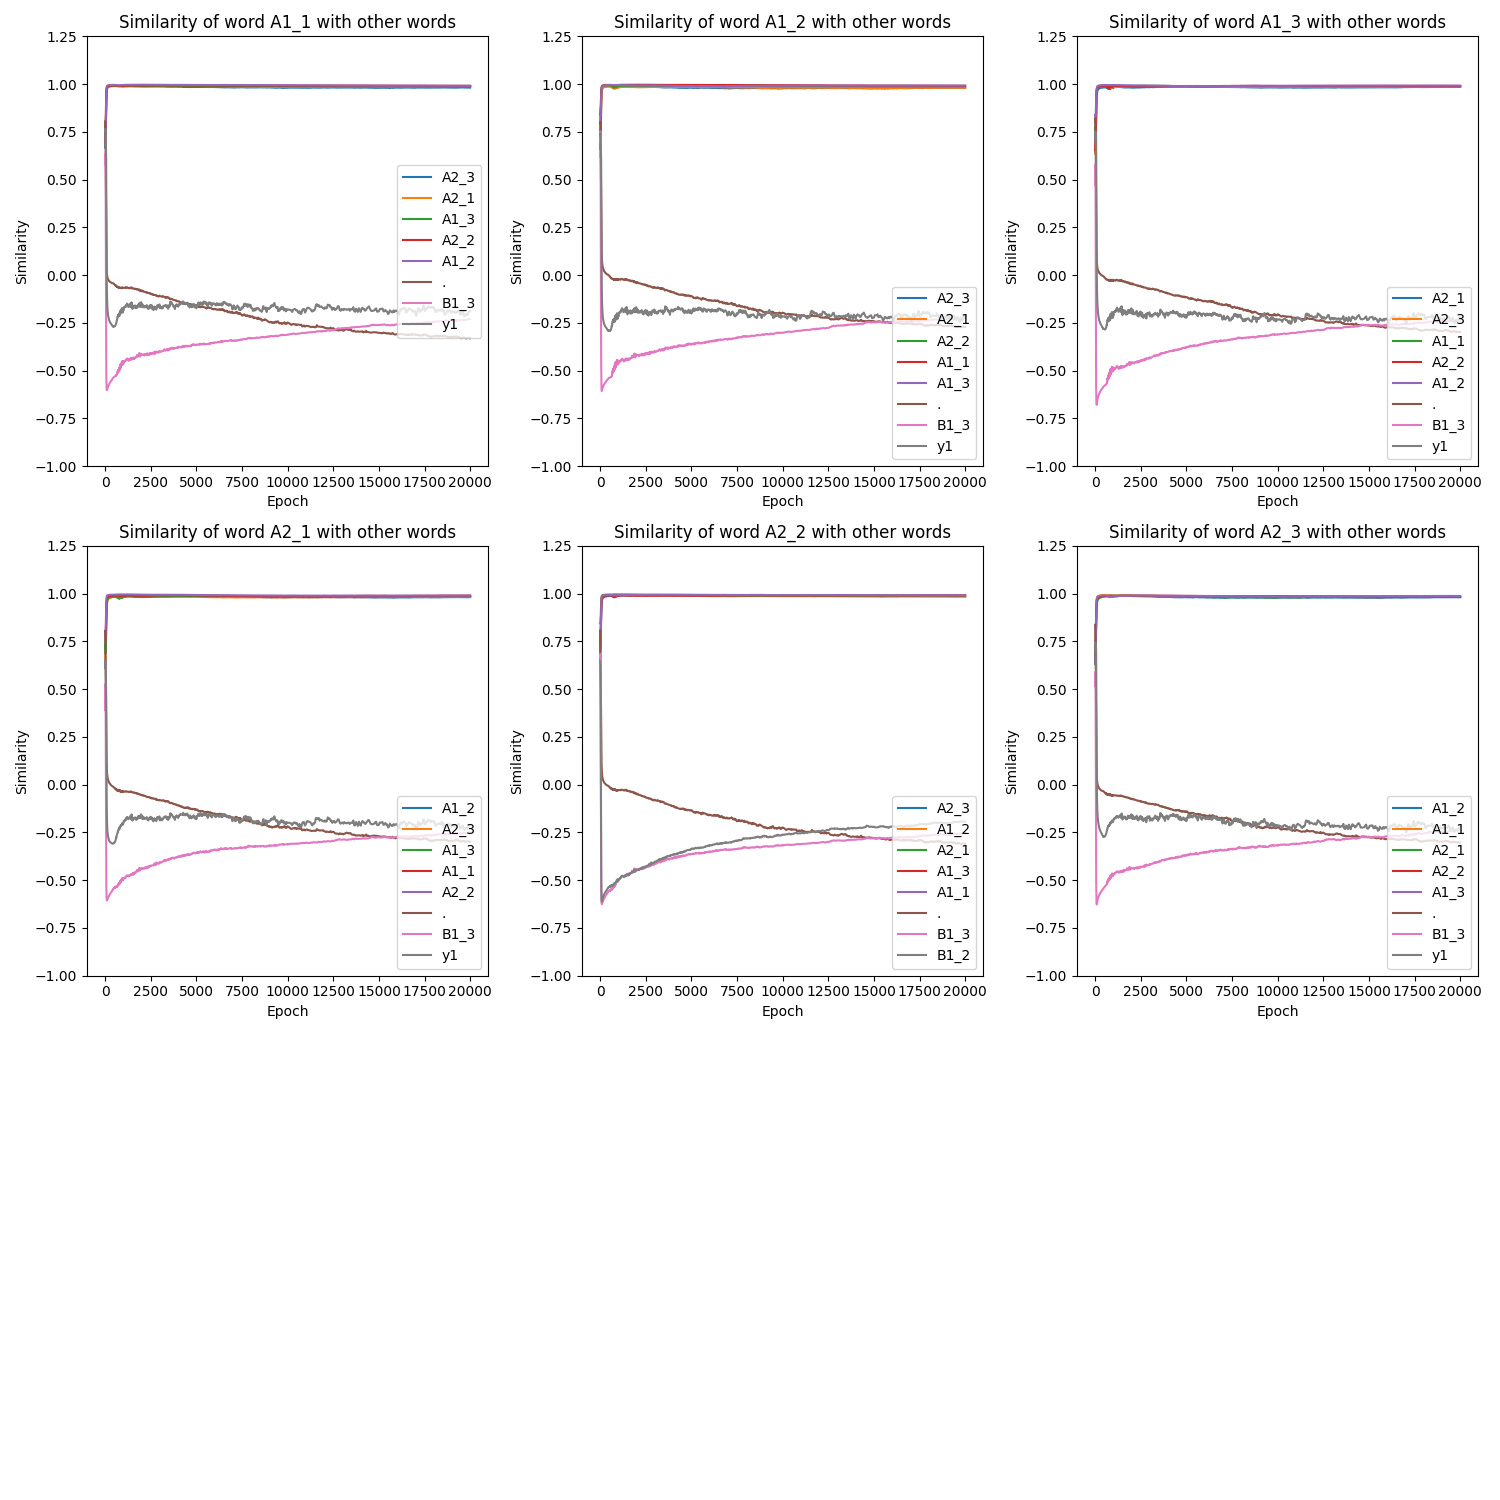 Similarity of word A1_1 with other words
1.25
1.00
0.75
0.50
0.25
0.00
−0.25
−0.50
−0.75
−1.00
Similarity
0 2500 5000 7500 10000 12500 15000 17500 20000
Epoch
A2_3
A2_1
A1_3
A2_2
A1_2
.
B1_3
y1
Similarity of word A1_2 with other words
1.25
1.00
0.75
0.50
0.25
0.00
−0.25
−0.50
−0.75
−1.00
Similarity
0 2500 5000 7500 10000 12500 15000 17500 20000
Epoch
A2_3
A2_1
A2_2
A1_1
A1_3
.
B1_3
y1
Similarity of word A1_3 with other words
1.25
1.00
0.75
0.50
0.25
0.00
−0.25
−0.50
−0.75
−1.00
Similarity
0 2500 5000 7500 10000 12500 15000 17500 20000
Epoch
A2_1
A2_3
A1_1
A2_2
A1_2
.
B1_3
y1
Similarity of word A2_1 with other words
1.25
1.00
0.75
0.50
0.25
0.00
−0.25
−0.50
−0.75
−1.00
Similarity
0 2500 5000 7500 10000 12500 15000 17500 20000
Epoch
A1_2
A2_3
A1_3
A1_1
A2_2
.
B1_3
y1
Similarity of word A2_2 with other words
1.25
1.00
0.75
0.50
0.25
0.00
−0.25
−0.50
−0.75
−1.00
Similarity
0 2500 5000 7500 10000 12500 15000 17500 20000
Epoch
A2_3
A1_2
A2_1
A1_3
A1_1
.
B1_3
B1_2
Similarity of word A2_3 with other words
1.25
1.00
0.75
0.50
0.25
0.00
−0.25
−0.50
−0.75
−1.00
Similarity
0 2500 5000 7500 10000 12500 15000 17500 20000
Epoch
A1_2
A1_1
A2_1
A2_2
A1_3
.
B1_3
y1